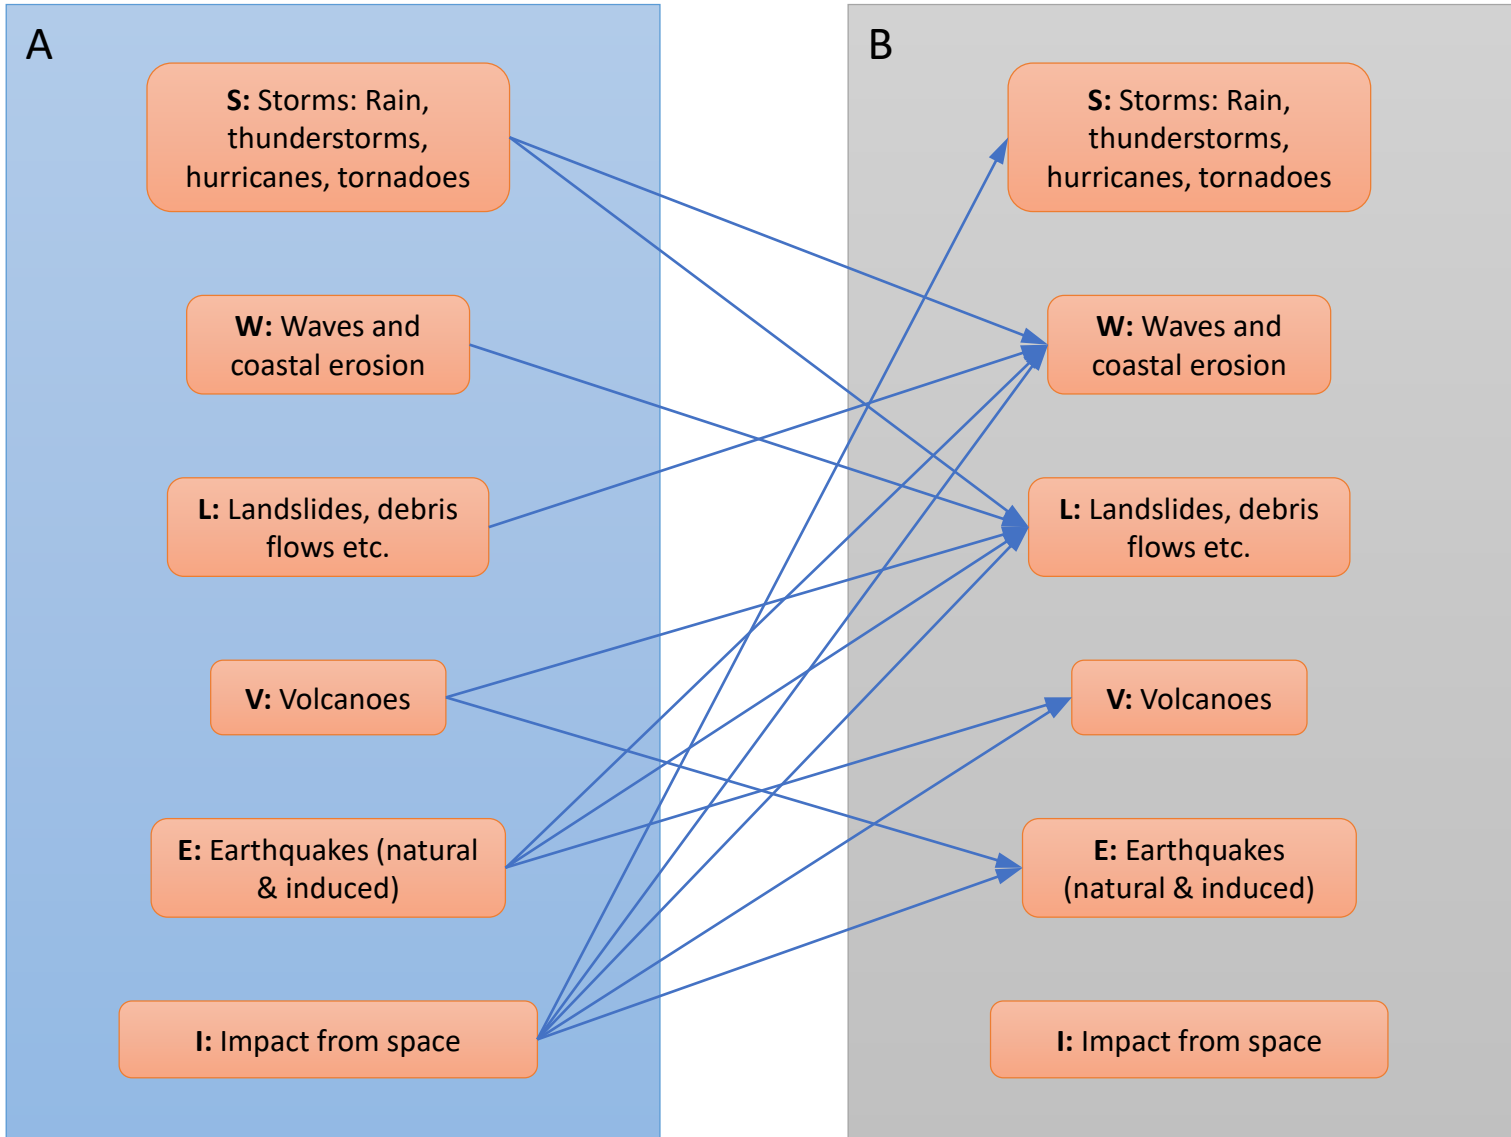 A
S: Storms: Rain,
thunderstorms,
hurricanes, tornadoes
W: Waves and
coastal erosion
L: Landslides, debris
flows etc.
V: Volcanoes
E: Earthquakes (natural
& induced)
I: Impact from space
B
S: Storms: Rain,
thunderstorms,
hurricanes, tornadoes
W: Waves and
coastal erosion
L: Landslides, debris
flows etc.
V: Volcanoes
E: Earthquakes
(natural & induced)
I: Impact from space